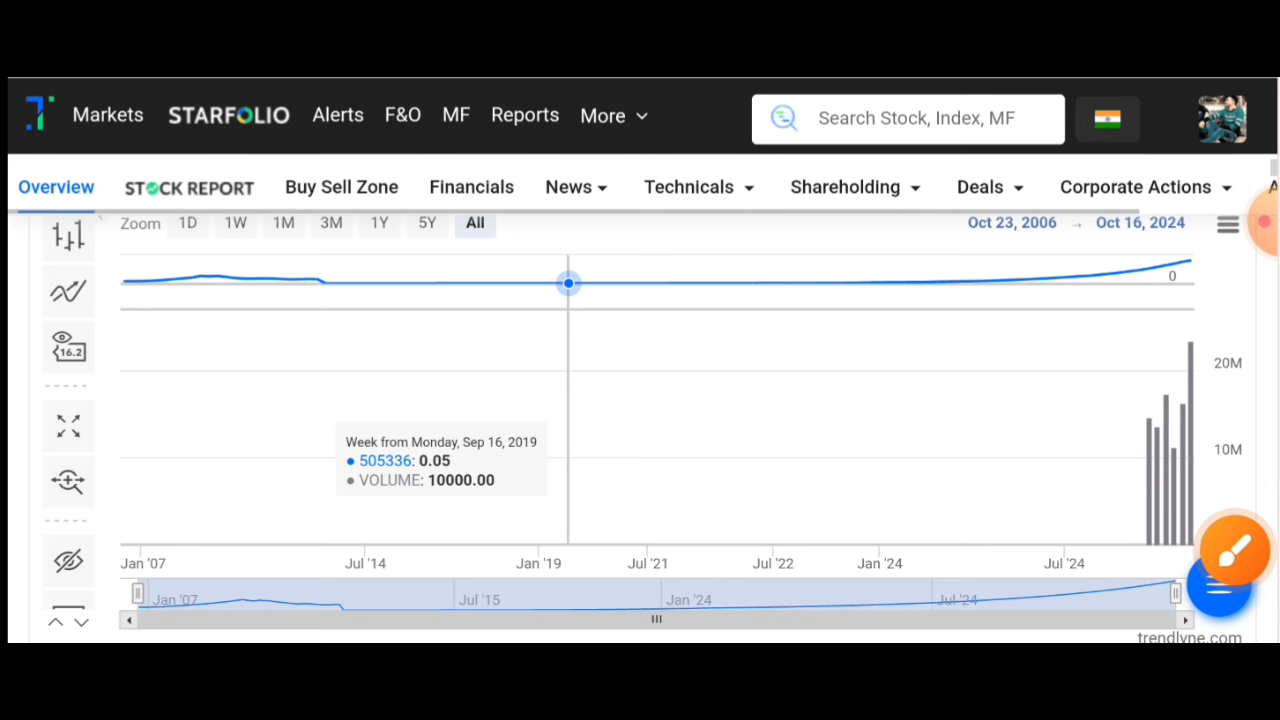 Markets STARFOLIO Alerts F&O MF Reports More Search Stock, Index, MF
Overview STOCK REPORT Buy Sell Zone Financials News Technicals Shareholding Deals Corporate Actions
Zoom 1D 1W 1M 3M 1Y 5Y All Oct 23, 2006 → Oct 16, 2024
0
16.2
20M
Week from Monday, Sep 16, 2019
505336: 0.05
VOLUME: 10000.00
10M
Jan '07 Jul '14 Jan '19 Jul '21 Jul '22 Jan '24 Jul '24
Jan '07 Jul '15 Jan '24 Jul '24
trendlyne.com